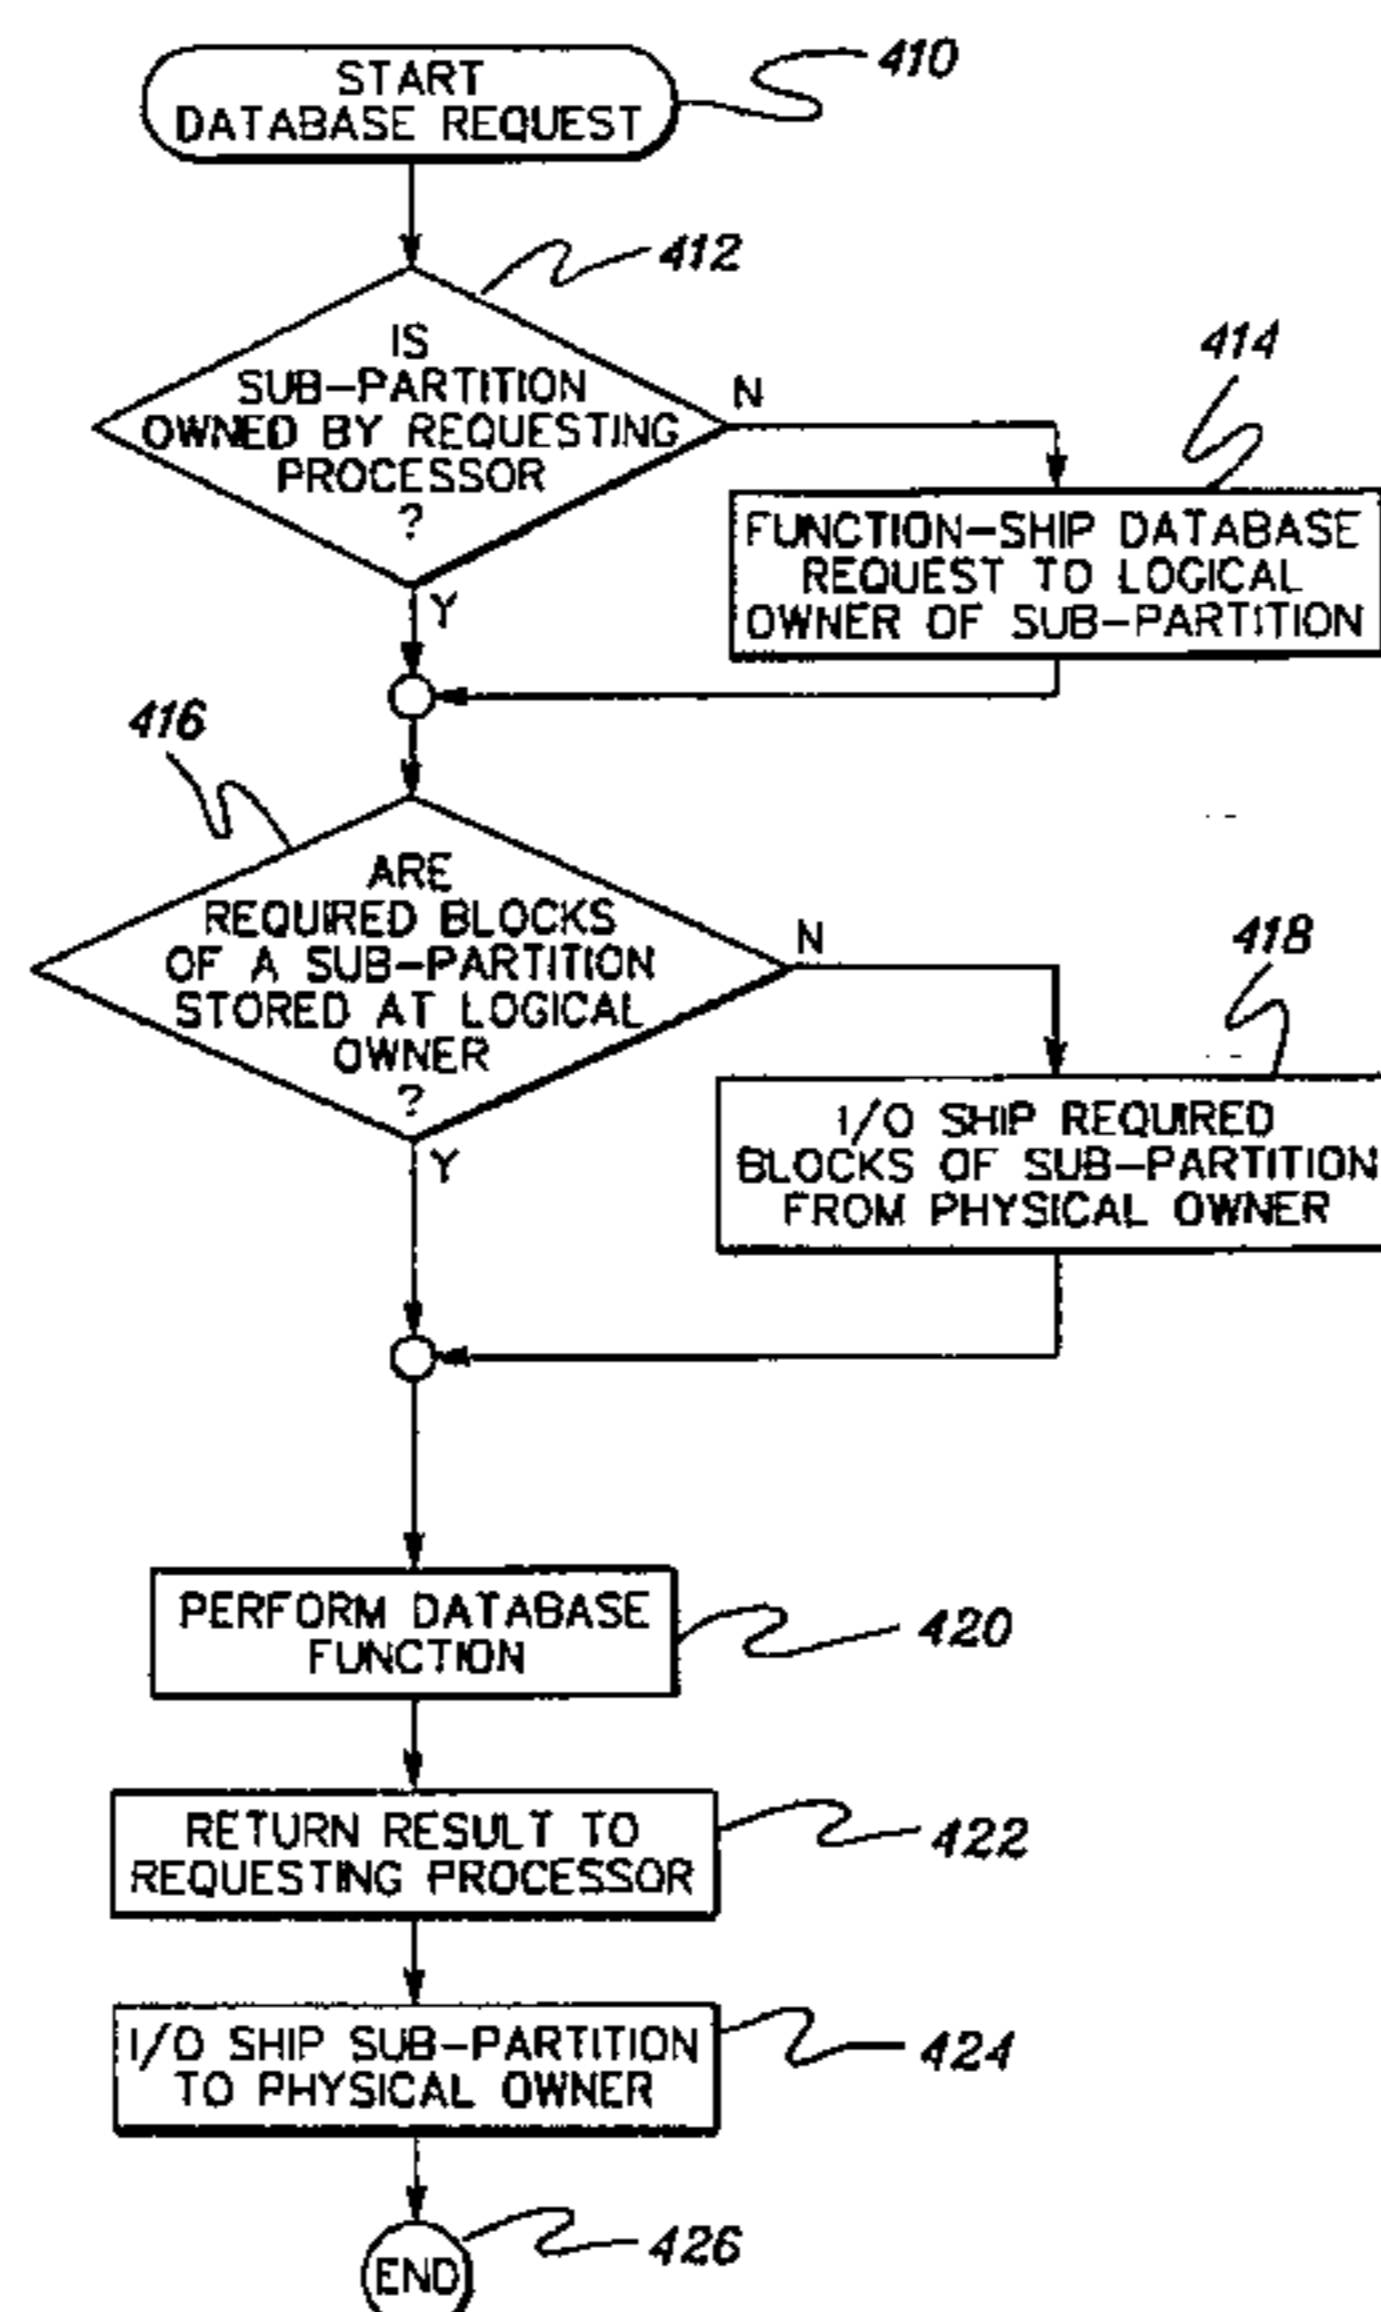 START
DATABASE REQUEST
410
412
IS
SUB-PARTITION
OWNED BY REQUESTING
PROCESSOR
?
N
Y
414
FUNCTION-SHIP DATABASE
REQUEST TO LOGICAL
OWNER OF SUB-PARTITION
416
ARE
REQUIRED BLOCKS
OF A SUB-PARTITION
STORED AT LOGICAL
OWNER
?
N
Y
418
I/O SHIP REQUIRED
BLOCKS OF SUB-PARTITION
FROM PHYSICAL OWNER
PERFORM DATABASE
FUNCTION
420
RETURN RESULT TO
REQUESTING PROCESSOR
422
I/O SHIP SUB-PARTITION
TO PHYSICAL OWNER
424
END
426